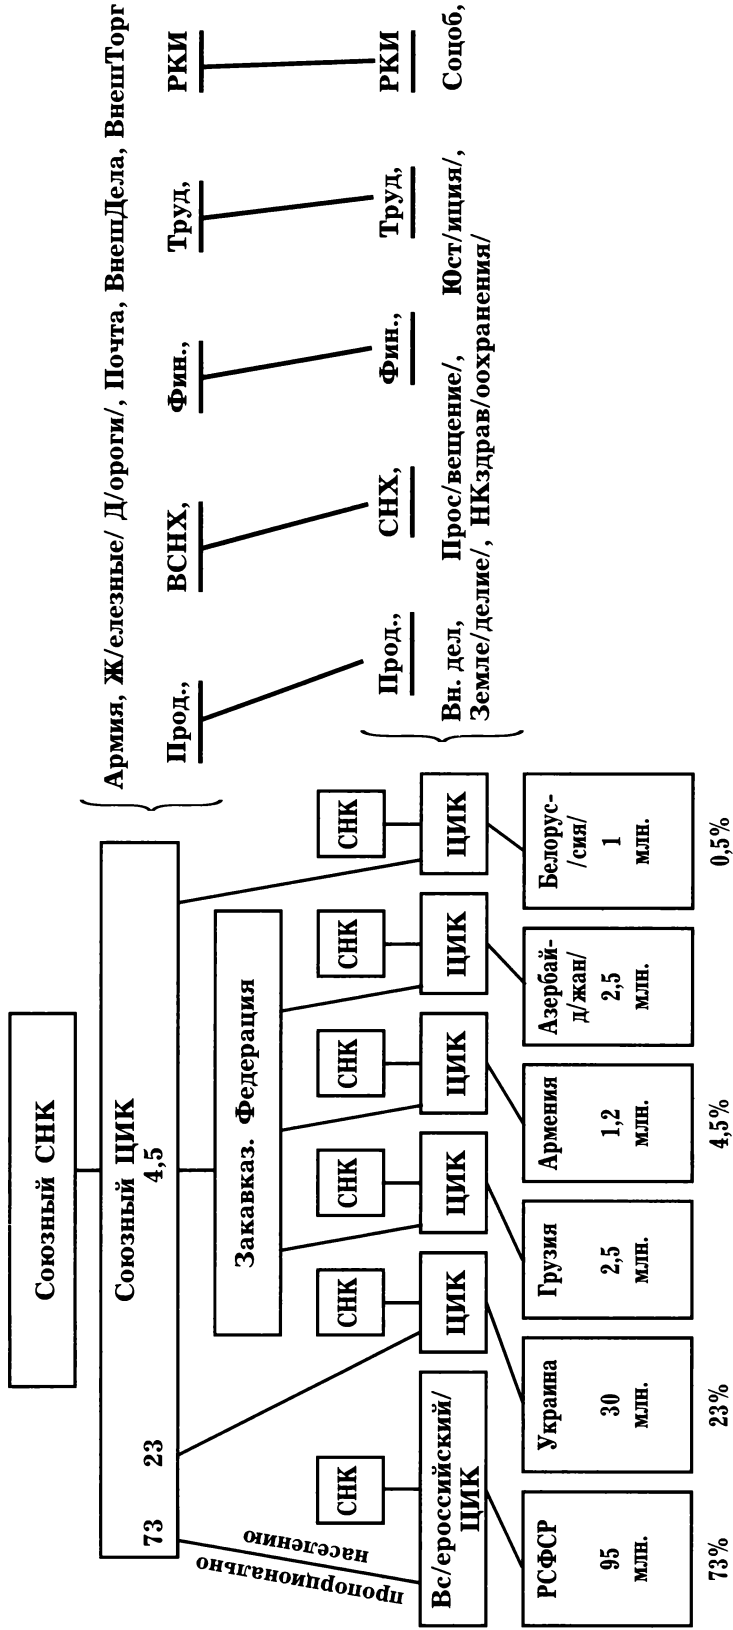 Союзный СНК
Союзный ЦИК
73
23
4,5
Закавказ. Федерация
пропорционально
населению
СНК
СНК
СНК
СНК
СНК
СНК
Вс/ероссийский/
ЦИК
ЦИК
ЦИК
ЦИК
ЦИК
ЦИК
РСФСР
95
млн.
Украина
30
млн.
Грузия
2,5
млн.
Армения
1,2
млн.
Азербай-
д/жан/
2,5
млн.
Белорус-
/сия/
1
млн.
73%
23%
4,5%
0,5%
Армия, Ж/елезные/ Д/ороги/, Почта, ВнешДела, ВнешТорг
Прод., ВСНХ, Фин., Труд, РКИ
Прод., СНХ, Фин., Труд, РКИ
Вн. дел, Прос/вещение/, Юст/иция/, Соцоб,
Земле/делие/, НКздрав/оохранения/